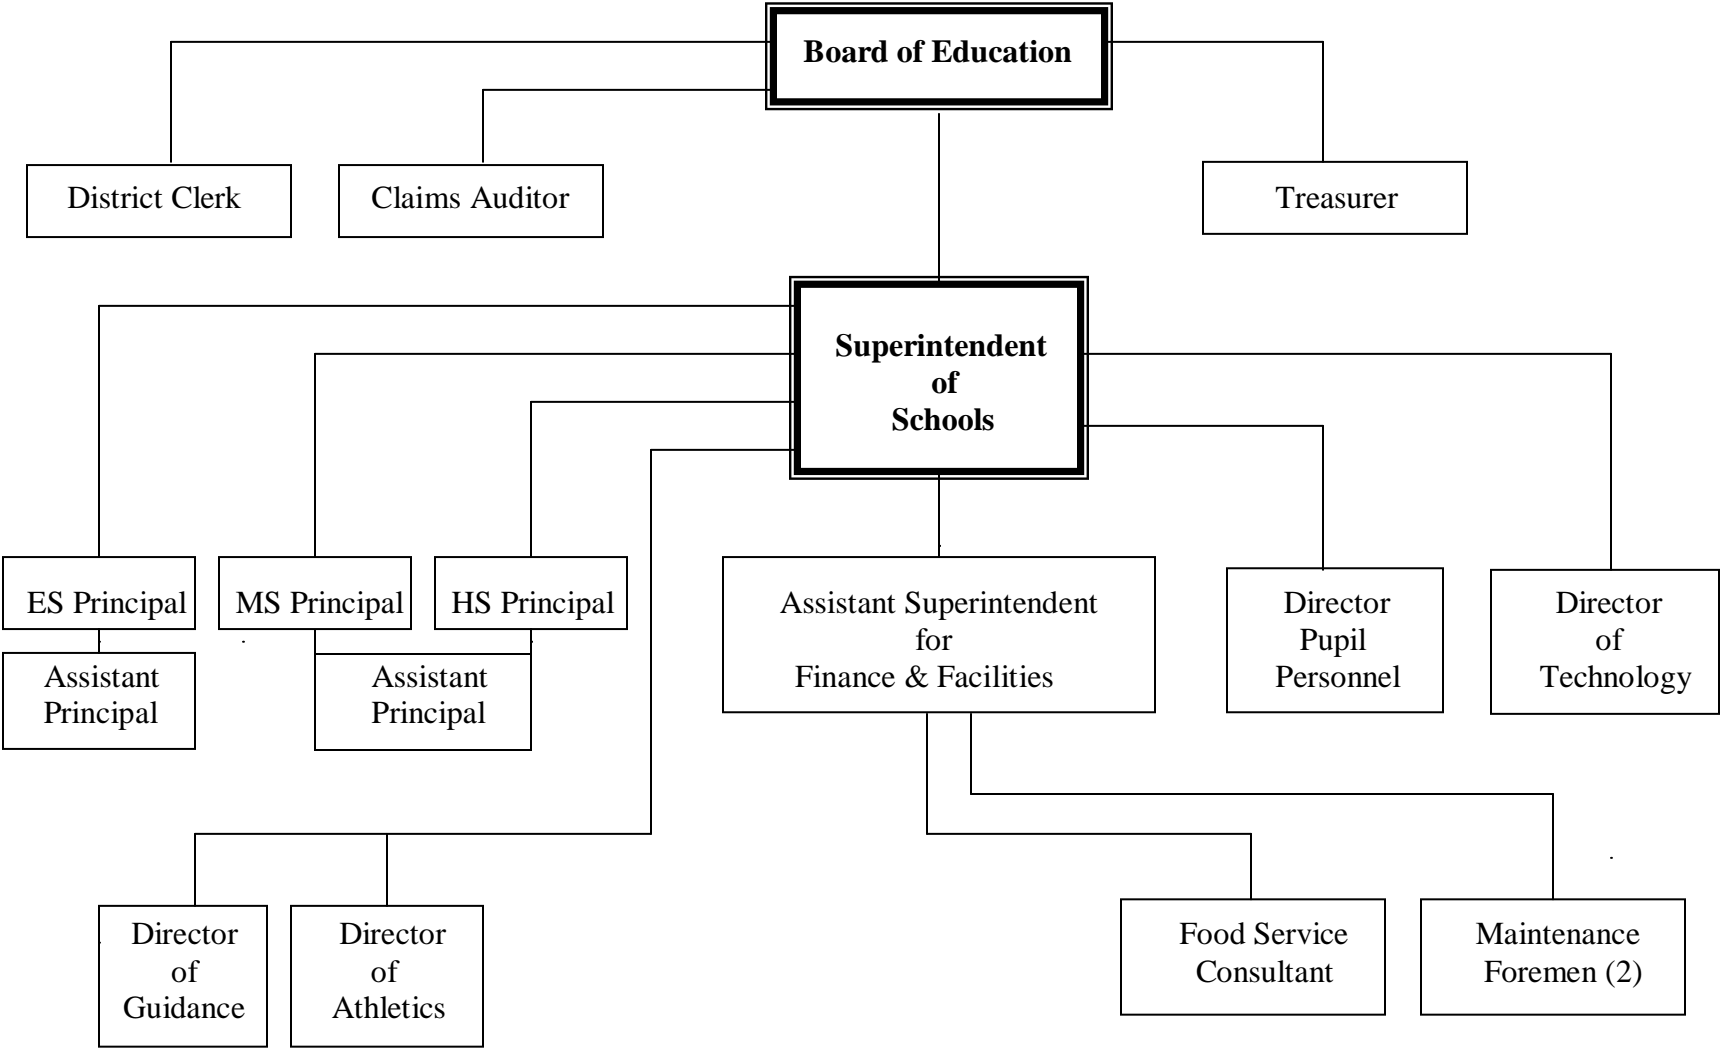 Board of Education
District Clerk
Claims Auditor
Treasurer
Superintendent
of
Schools
ES Principal
MS Principal
HS Principal
Assistant Superintendent
for
Finance & Facilities
Director
Pupil
Personnel
Director
of
Technology
Assistant
Principal
Assistant
Principal
Director
of
Guidance
Director
of
Athletics
Food Service
Consultant
Maintenance
Foremen (2)